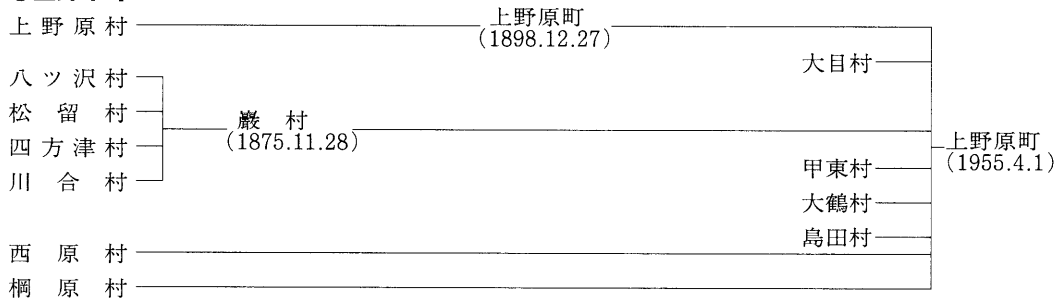 上野原村
上野原町
(1898.12.27)
大目村
八ツ沢村
松留村
巌村
(1875.11.28)
四方津村
川合村
上野原町
(1955.4.1)
甲東村
大鶴村
島田村
西原村
棡原村